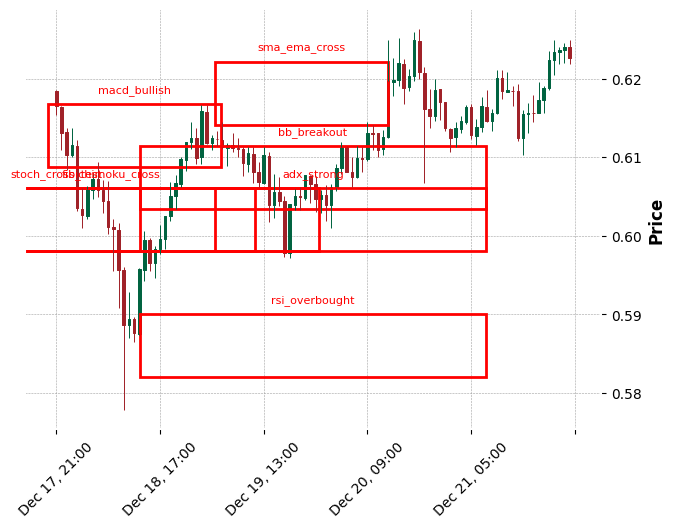 sma_ema_cross
macd_bullish
bb_breakout
stoch_cross
ichimoku_cross
adx_strong
rsi_overbought
0.62
0.61
0.60
0.59
0.58
Price
Dec 17, 21:00
Dec 18, 17:00
Dec 19, 13:00
Dec 20, 09:00
Dec 21, 05:00